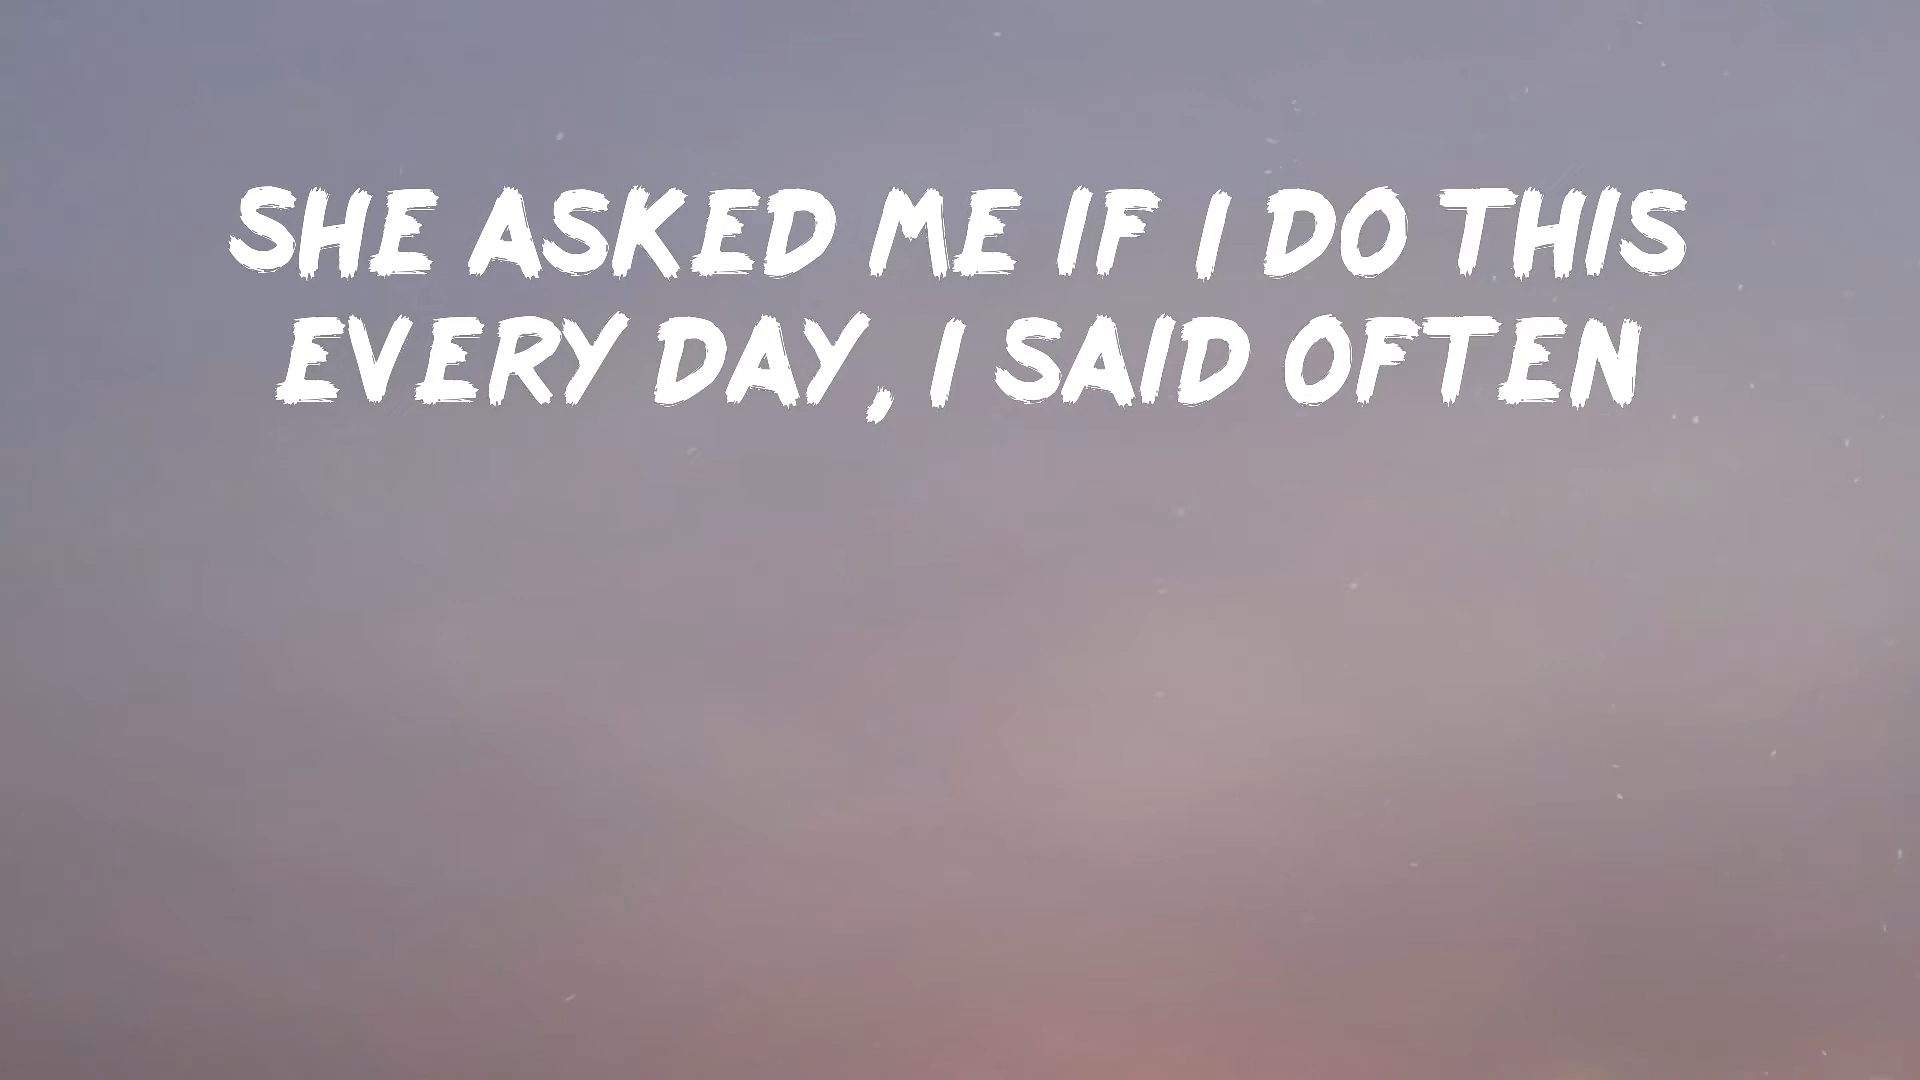 SHE ASKED ME IF I DO THIS
EVERY DAY, I SAID OFTEN